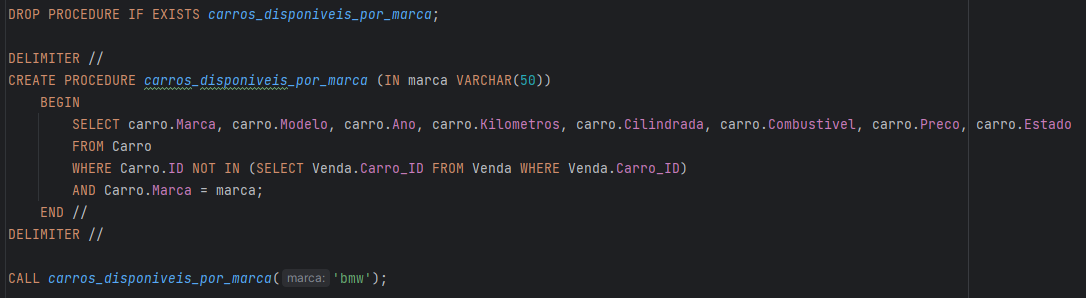 DROP PROCEDURE IF EXISTS carros_disponiveis_por_marca;

DELIMITER //
CREATE PROCEDURE carros_disponiveis_por_marca (IN marca VARCHAR(50))
    BEGIN
        SELECT carro.Marca, carro.Modelo, carro.Ano, carro.Kilometros, carro.Cilindrada, carro.Combustivel, carro.Preco, carro.Estado
        FROM Carro
        WHERE Carro.ID NOT IN (SELECT Venda.Carro_ID FROM Venda WHERE Venda.Carro_ID)
        AND Carro.Marca = marca;
    END //
DELIMITER //

CALL carros_disponiveis_por_marca( marca: 'bmw');